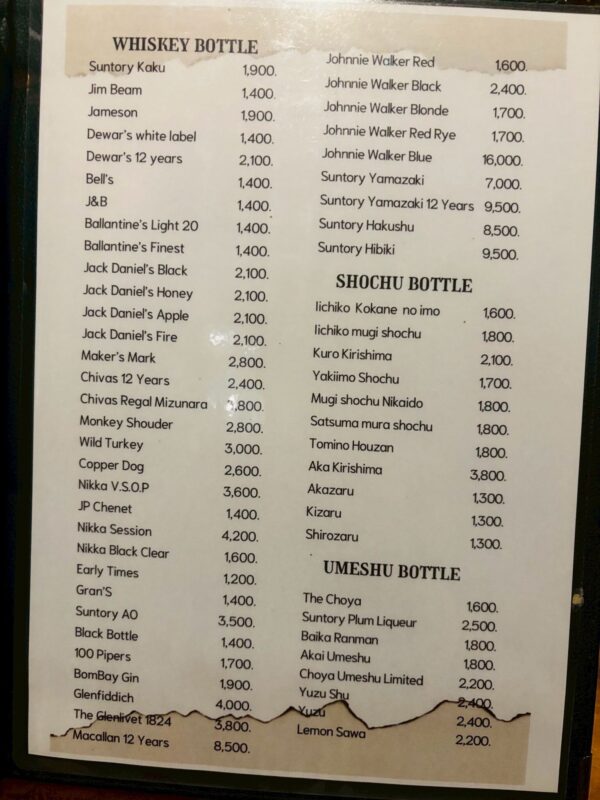 WHISKEY BOTTLE
Suntory Kaku 1,900.
Jim Beam 1,400.
Jameson 1,900.
Dewar's white label 1,400.
Dewar's 12 years 2,100.
Bell's 1,400.
J&B 1,400.
Ballantine's Light 20 1,400.
Ballantine's Finest 1,400.
Jack Daniel's Black 2,100.
Jack Daniel's Honey 2,100.
Jack Daniel's Apple 2,100.
Jack Daniel's Fire 2,100.
Maker's Mark 2,800.
Chivas 12 Years 2,400.
Chivas Regal Mizunara
Monkey Shouder 2,800.
Wild Turkey 3,000.
Copper Dog 2,600.
Nikka V.S.O.P 3,600.
JP Chenet 1,400.
Nikka Session 4,200.
Nikka Black Clear 1,600.
Early Times 1,200.
Gran'S 1,400.
Suntory AO 3,500.
Black Bottle 1,400.
100 Pipers 1,700.
BomBay Gin 1,900.
Glenfiddich 4,000.
The Glenlivet 1824 3,800.
Macallan 12 Years 8,500.
Johnnie Walker Red 1,600.
Johnnie Walker Black 2,400.
Johnnie Walker Blonde 1,700.
Johnnie Walker Red Rye 1,700.
Johnnie Walker Blue 16,000.
Suntory Yamazaki 7,000.
Suntory Yamazaki 12 Years 9,500.
Suntory Hakushu 8,500.
Suntory Hibiki 9,500.
SHOCHU BOTTLE
Iichiko Kokane no imo 1,600.
Iichiko mugi shochu 1,800.
Kuro Kirishima 2,100.
Yakiimo Shochu 1,700.
Mugi shochu Nikaido 1,800.
Satsuma mura shochu 1,800.
Tomino Houzan 1,800.
Aka Kirishima 3,800.
Akazaru 1,300.
Kizaru 1,300.
Shirozaru 1,300.
UMESHU BOTTLE
The Choya 1,600.
Suntory Plum Liqueur 2,500.
Baika Ranman 1,800.
Akai Umeshu 1,800.
Choya Umeshu Limited 2,200.
Yuzu Shu 2,400.
Yuzu 2,400.
Lemon Sawa 2,200.